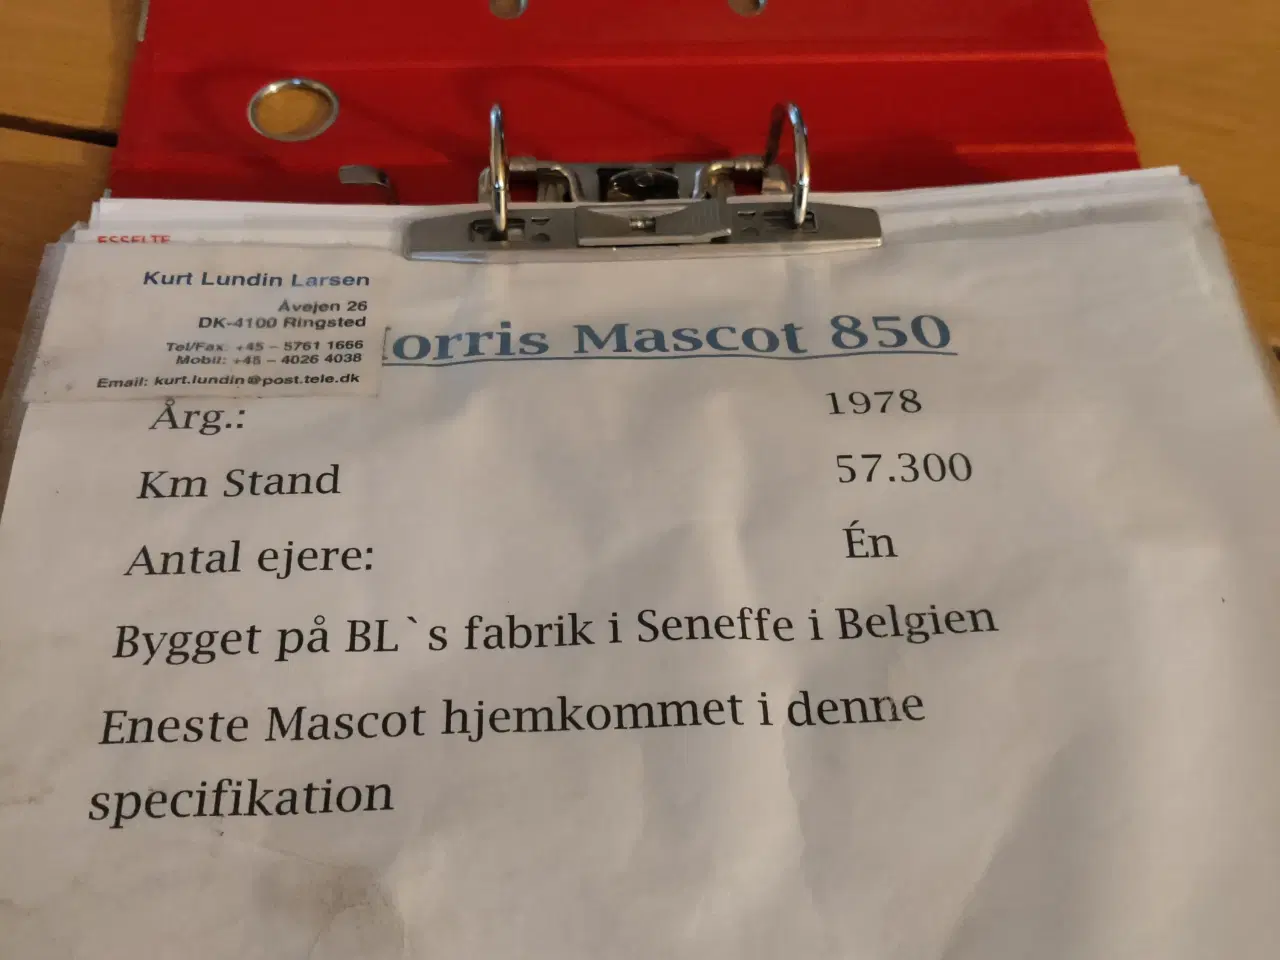 ESSELTE
Kurt Lundin Larsen
Åvejen 26
DK-4100 Ringsted
Tel/Fax: +45 - 5761 1666
Mobil: +45 - 4026 4038
Email: kurt.lundin@post.tele.dk
orris Mascot 850
Årg.: 1978
Km Stand 57.300
Antal ejere: Én
Bygget på BL`s fabrik i Seneffe i Belgien
Eneste Mascot hjemkommet i denne
specifikation